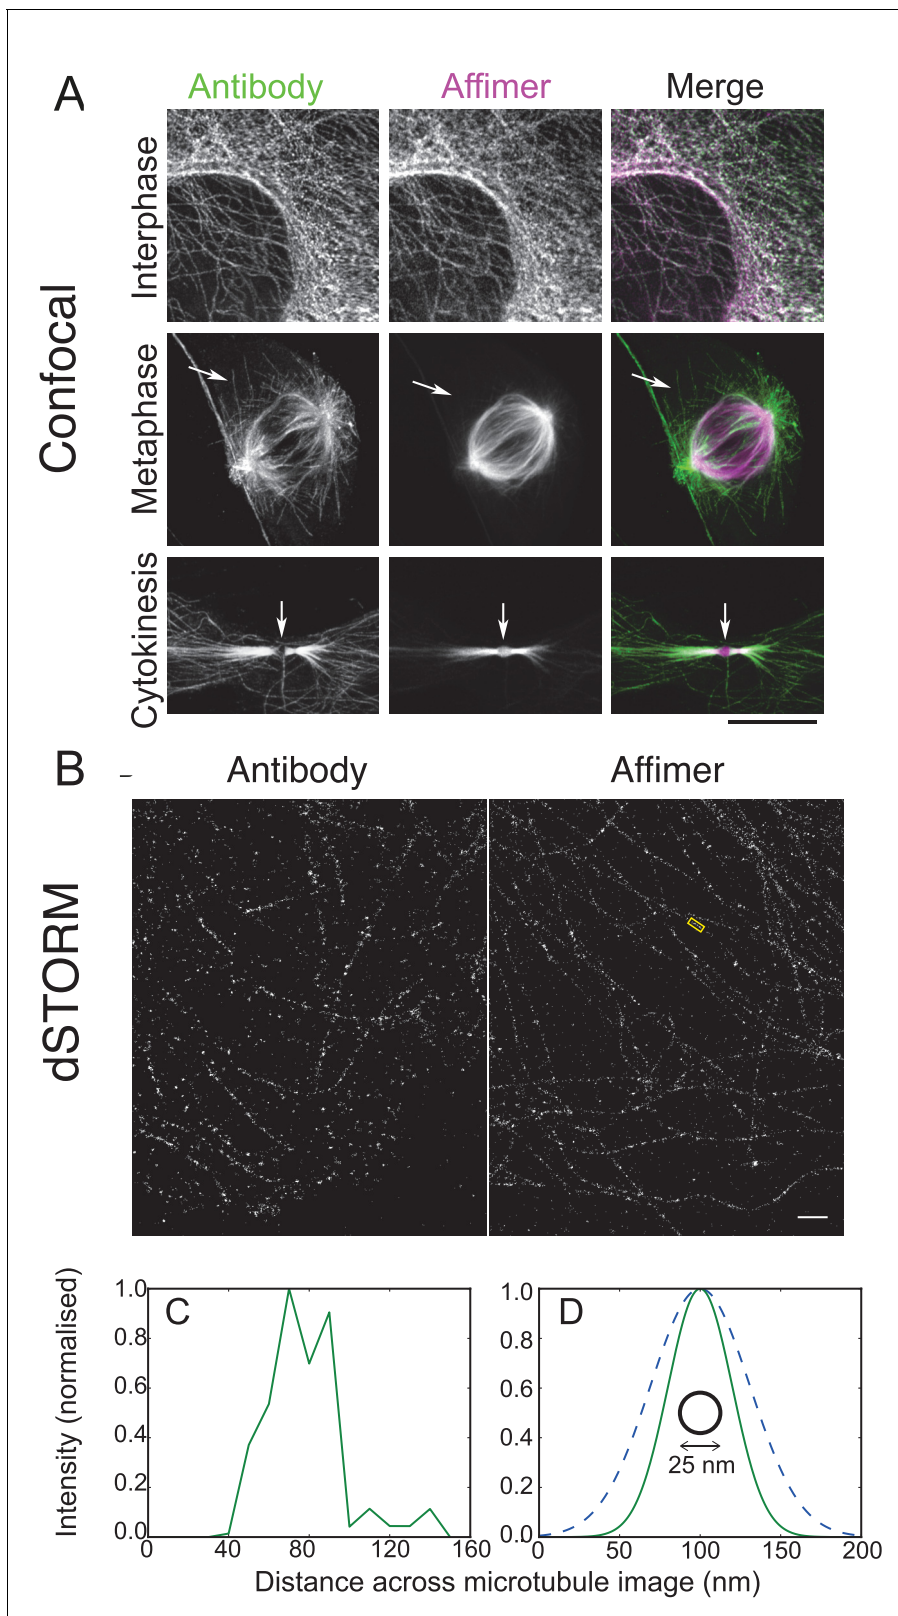 A
Antibody Affimer Merge
Confocal
Interphase
Metaphase
Cytokinesis
B
Antibody Affimer
dSTORM
Intensity (normalised)
C
1.0
0.8
0.6
0.4
0.2
0.0
0 40 80 120 160
D
1.0
0.8
0.6
0.4
0.2
0.0
25 nm
0 50 100 150 200
Distance across microtubule image (nm)